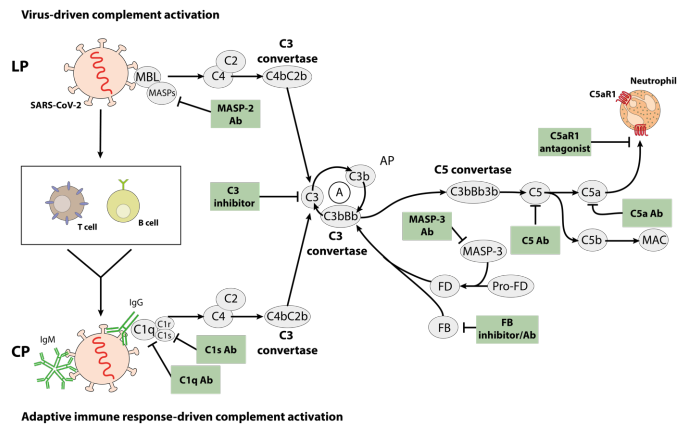 Virus-driven complement activation
LP
SARS-CoV-2
MBL
MASPs
MASP-2
Ab
C2
C4
C3
convertase
C4bC2b
T cell
B cell
C3
inhibitor
C3
A
C3b
AP
C3bBb
C3
convertase
C5 convertase
C3bBb3b
C5
C5a
C5b
MAC
C5aR1
Neutrophil
C5aR1
antagonist
C5a Ab
C5 Ab
MASP-3
Ab
MASP-3
FD
Pro-FD
FB
FB
inhibitor/Ab
CP
IgM
IgG
C1q
C1r
C1s
C2
C4
C4bC2b
C3
convertase
C1s Ab
C1q Ab
Adaptive immune response-driven complement activation